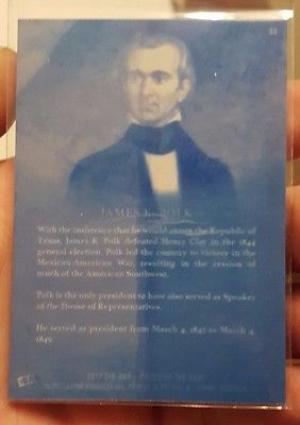 JAMES K. POLK
With the insistence that he would annex the Republic of
Texas, James K. Polk defeated Henry Clay in the 1844
general election. Polk led the country to victory in the
Mexican-American War, resulting in the cession of
much of the American Southwest.
Polk is the only president to have also served as Speaker
of the House of Representatives.
He served as president from March 4, 1845 to March 4,
1849.